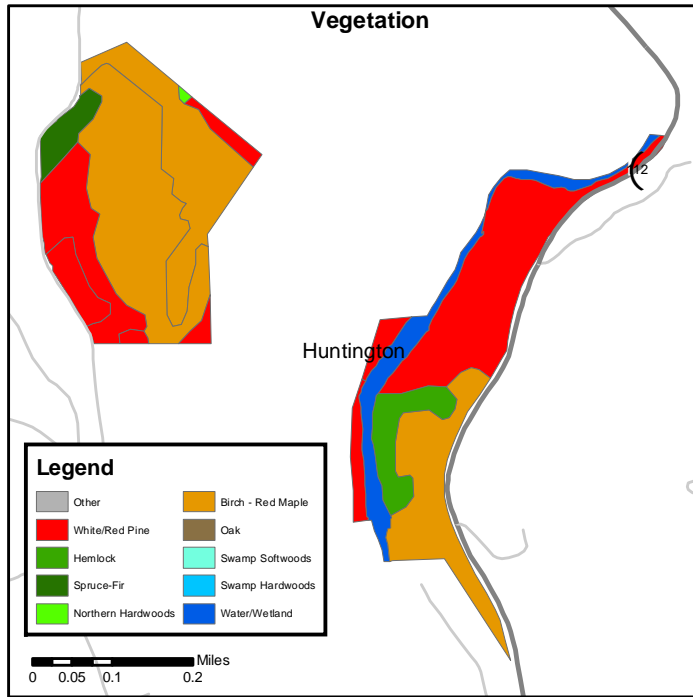 Vegetation
112
Huntington
Legend
Other
White/Red Pine
Hemlock
Spruce-Fir
Northern Hardwoods
Birch - Red Maple
Oak
Swamp Softwoods
Swamp Hardwoods
Water/Wetland
Miles
0 0.05 0.1 0.2